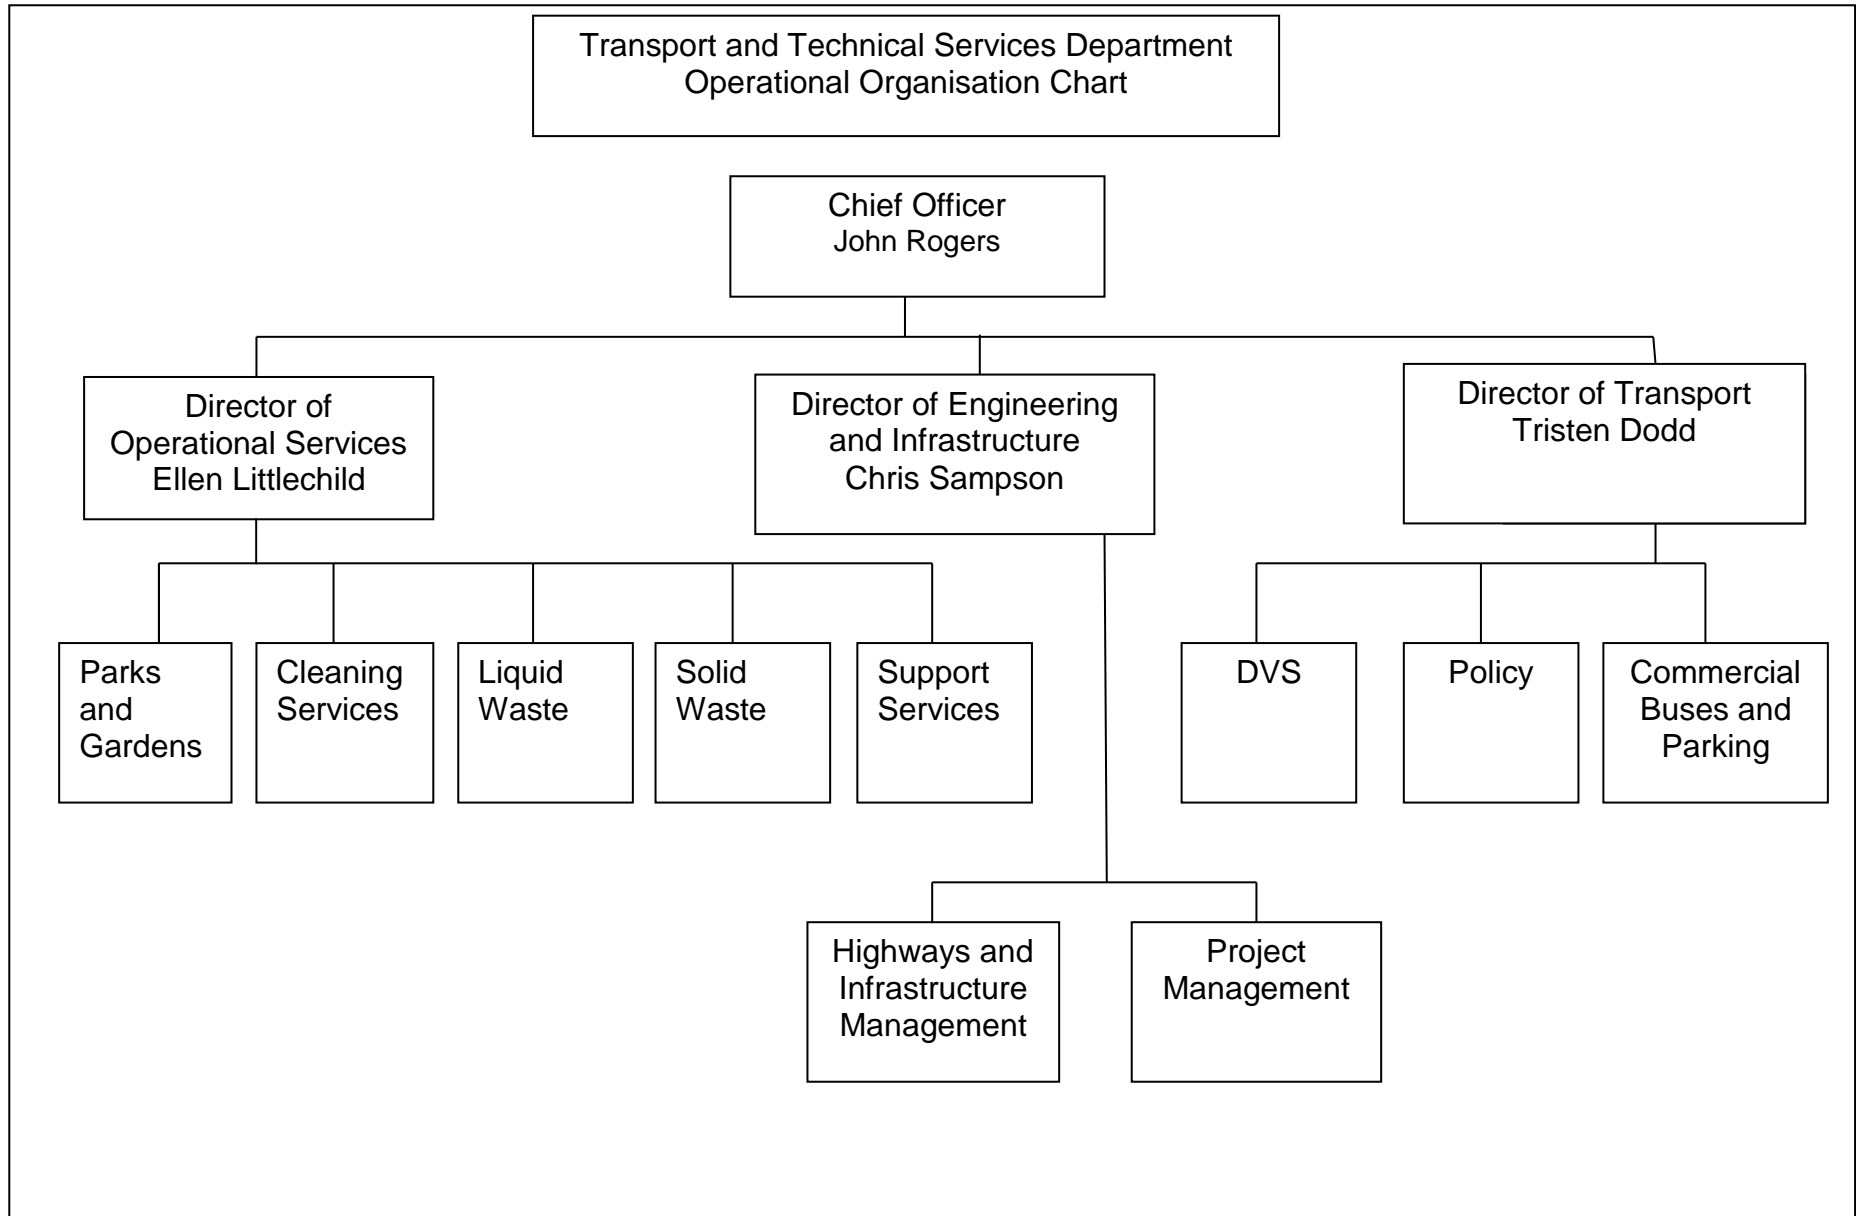 Transport and Technical Services Department
Operational Organisation Chart
Chief Officer
John Rogers
Director of
Operational Services
Ellen Littlechild
Director of Engineering
and Infrastructure
Chris Sampson
Director of Transport
Tristen Dodd
Parks
and
Gardens
Cleaning
Services
Liquid
Waste
Solid
Waste
Support
Services
DVS
Policy
Commercial
Buses and
Parking
Highways and
Infrastructure
Management
Project
Management